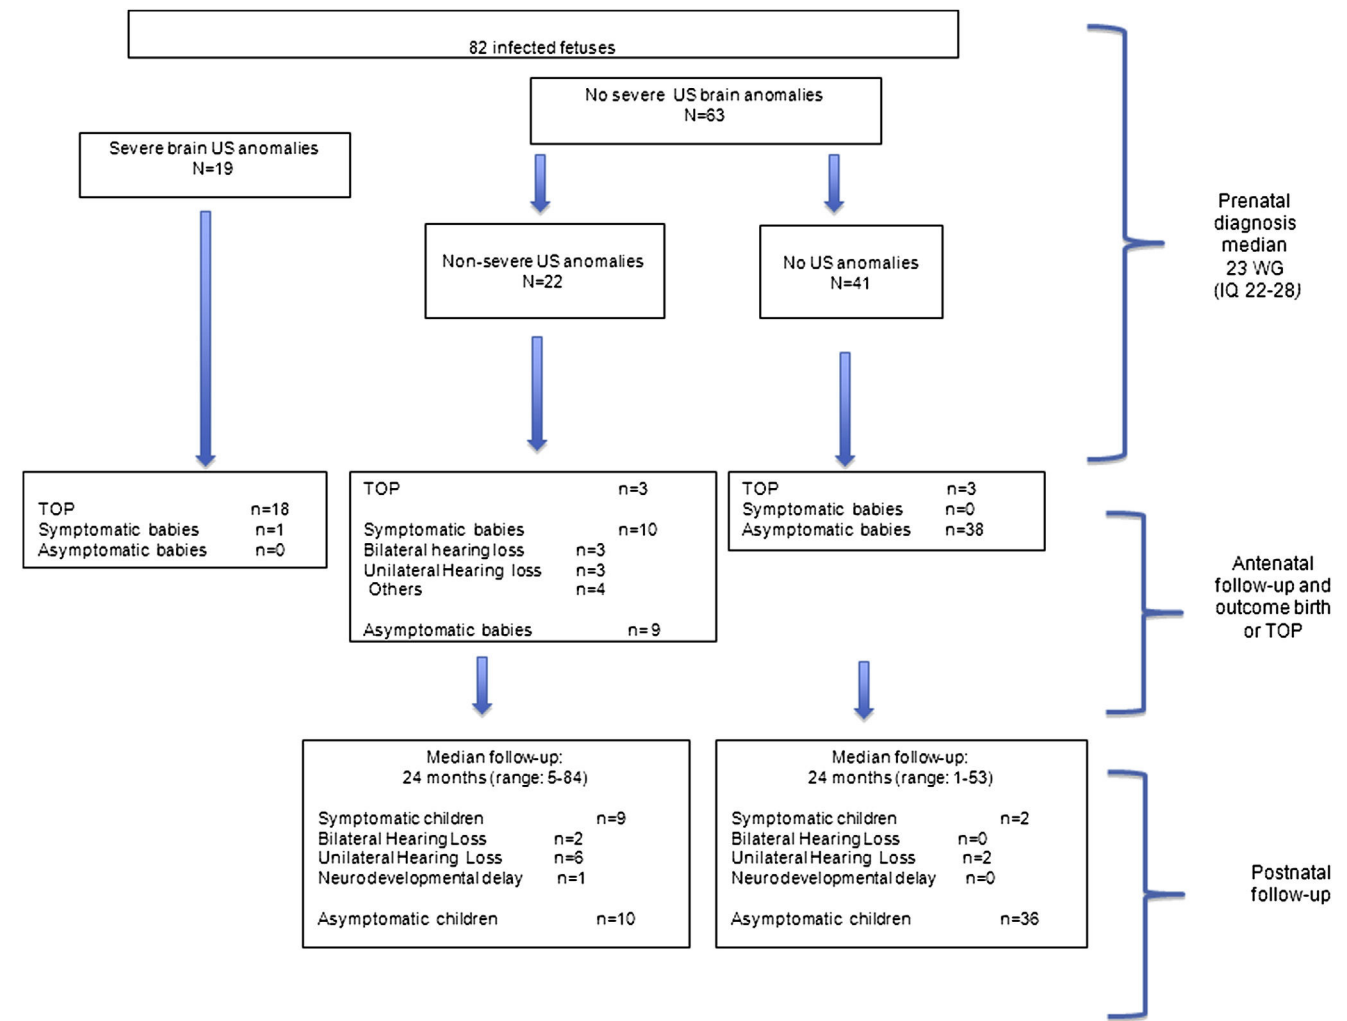 82 infected fetuses
No severe US brain anomalies
N=63
Severe brain US anomalies
N=19
Non-severe US anomalies
N=22
No US anomalies
N=41
Prenatal
diagnosis
median
23 WG
(IQ 22-28)
TOP n=18
Symptomatic babies n=1
Asymptomatic babies n=0
TOP n=3
Symptomatic babies n=10
Bilateral hearing loss n=3
Unilateral Hearing loss n=3
Others n=4
Asymptomatic babies n= 9
TOP n=3
Symptomatic babies n=0
Asymptomatic babies n=38
Antenatal
follow-up and
outcome birth
or TOP
Median follow-up:
24 months (range: 5-84)
Symptomatic children n=9
Bilateral Hearing Loss n=2
Unilateral Hearing Loss n=6
Neurodevelopmental delay n=1
Asymptomatic children n=10
Median follow-up:
24 months (range: 1-53)
Symptomatic children n=2
Bilateral Hearing Loss n=0
Unilateral Hearing Loss n=2
Neurodevelopmental delay n=0
Asymptomatic children n=36
Postnatal
follow-up